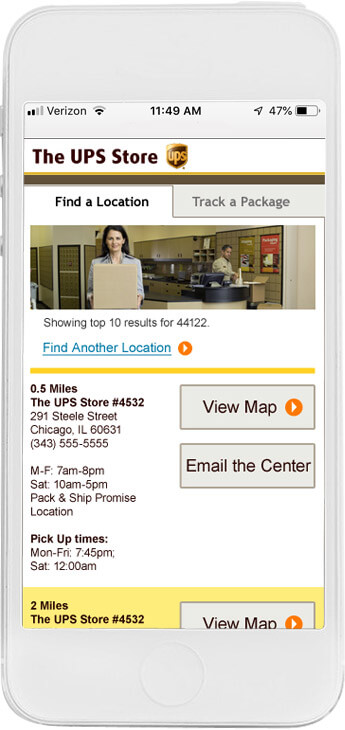 Verizon 11:49 AM 47%
The UPS Store ups
Find a Location Track a Package
Showing top 10 results for 44122.
Find Another Location
0.5 Miles
The UPS Store #4532
291 Steele Street
Chicago, IL 60631
(343) 555-5555
M-F: 7am-8pm
Sat: 10am-5pm
Pack & Ship Promise
Location
Pick Up times:
Mon-Fri: 7:45pm;
Sat: 12:00am
View Map
Email the Center
2 Miles
The UPS Store #4532
View Map